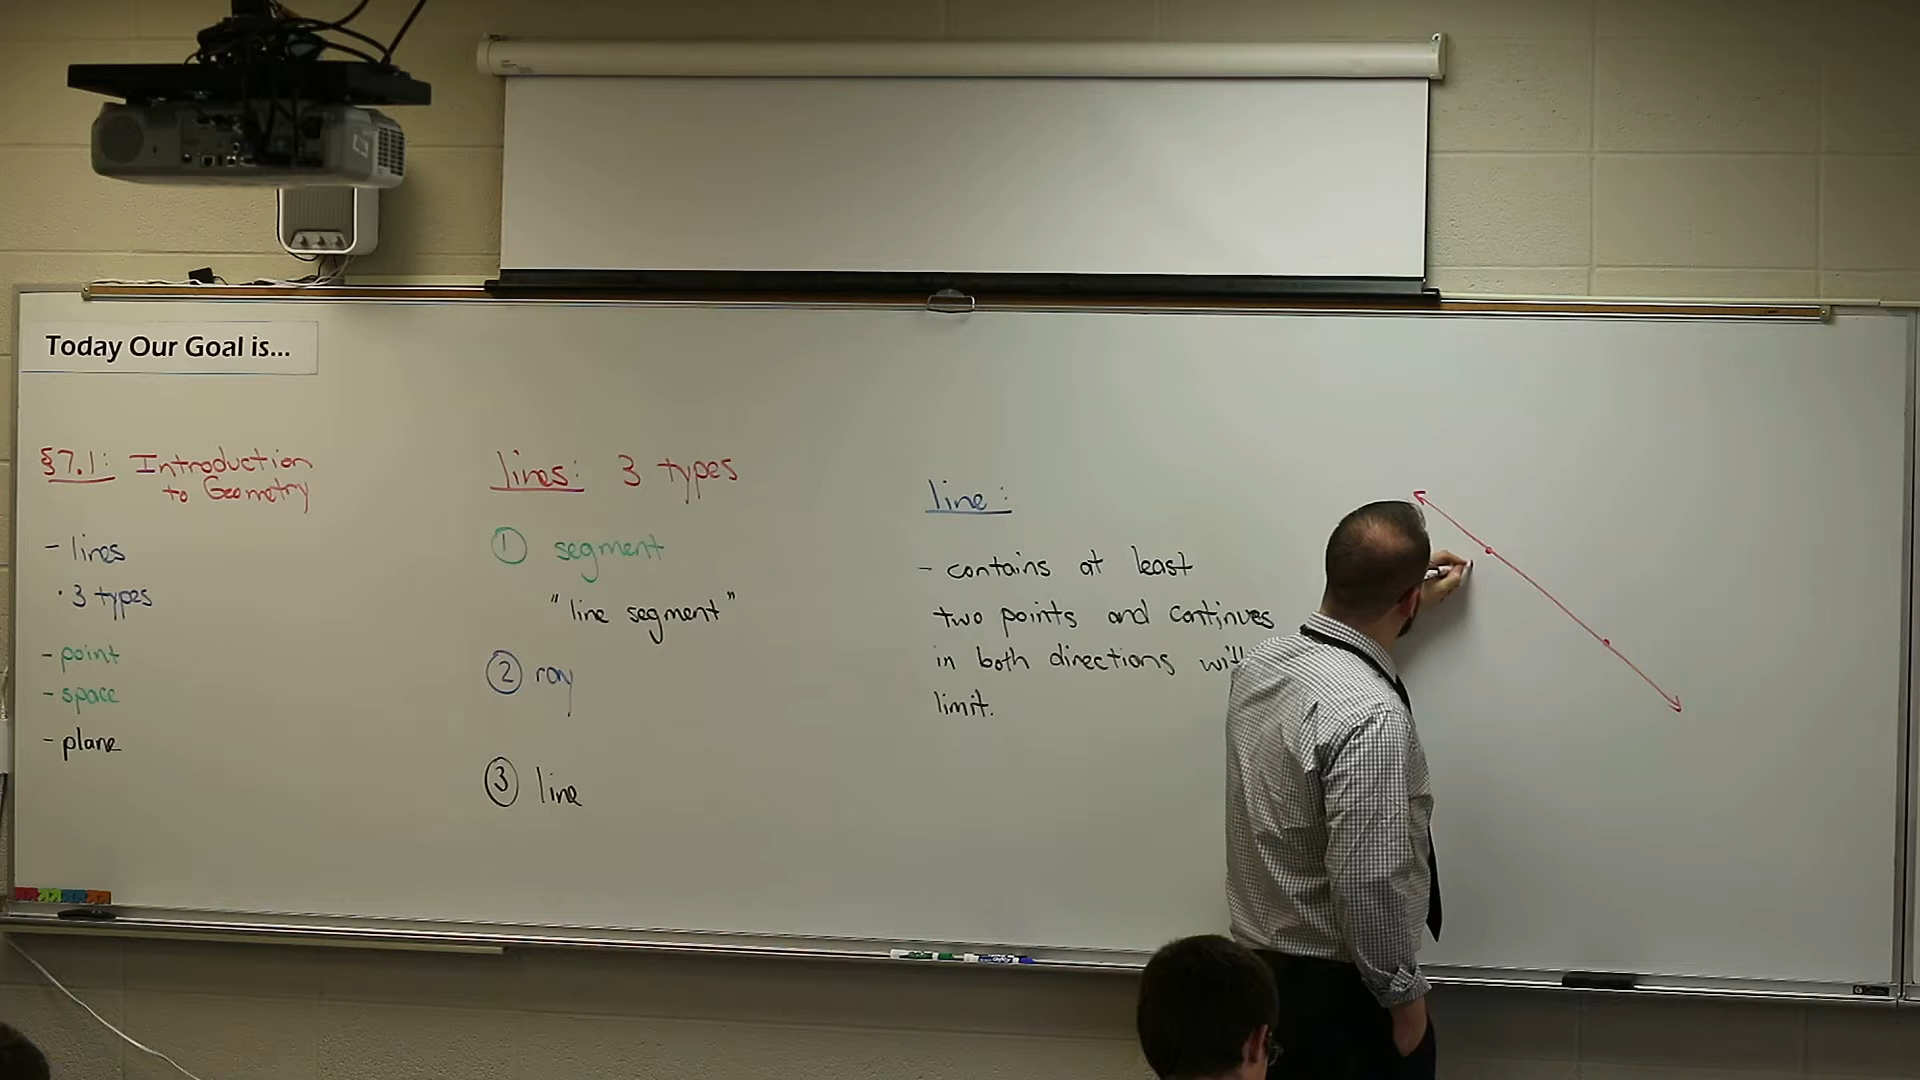 Today Our Goal is...
§7.1: Introduction
to Geometry
- lines
· 3 types
- point
- space
- plane
lines: 3 types
① segment
"line segment"
② ray
③ line
line:
- contains at least
two points and continues
in both directions
limit.